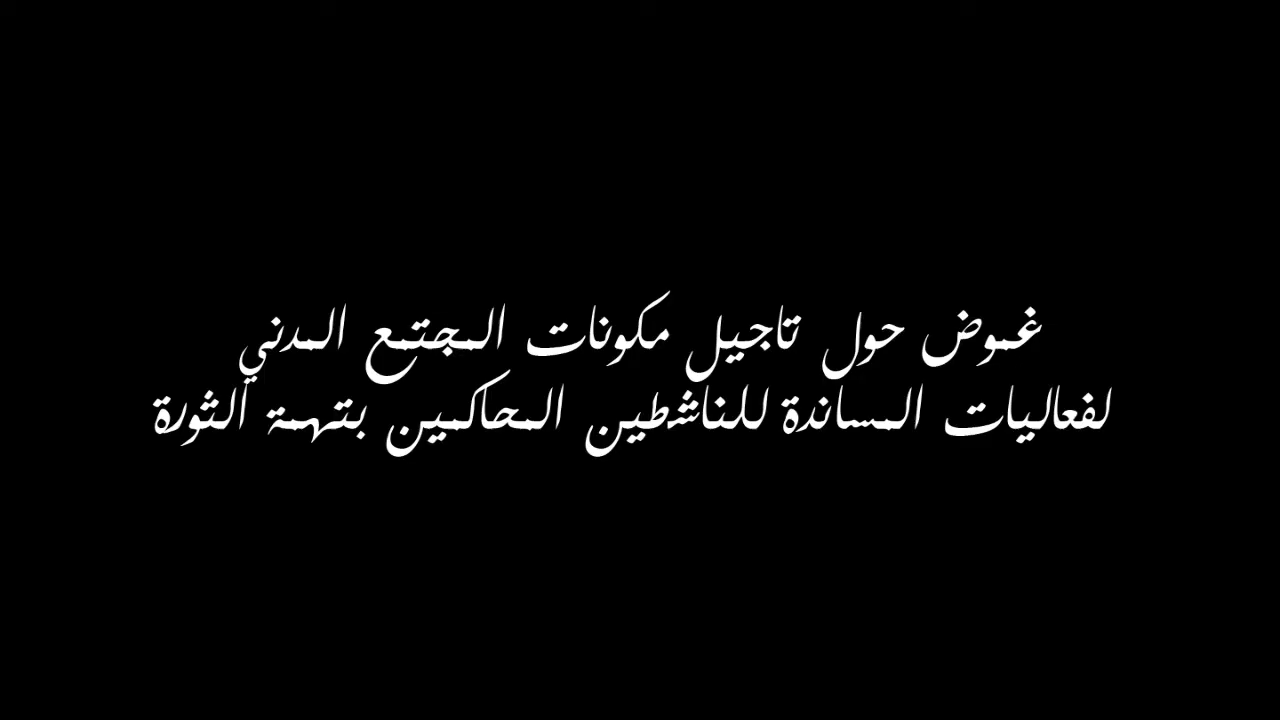 غموض حول تاجيل مكونات المجتمع المدني
لفعاليات المساندة للناشطين المحاكمين بتهمة الثورة